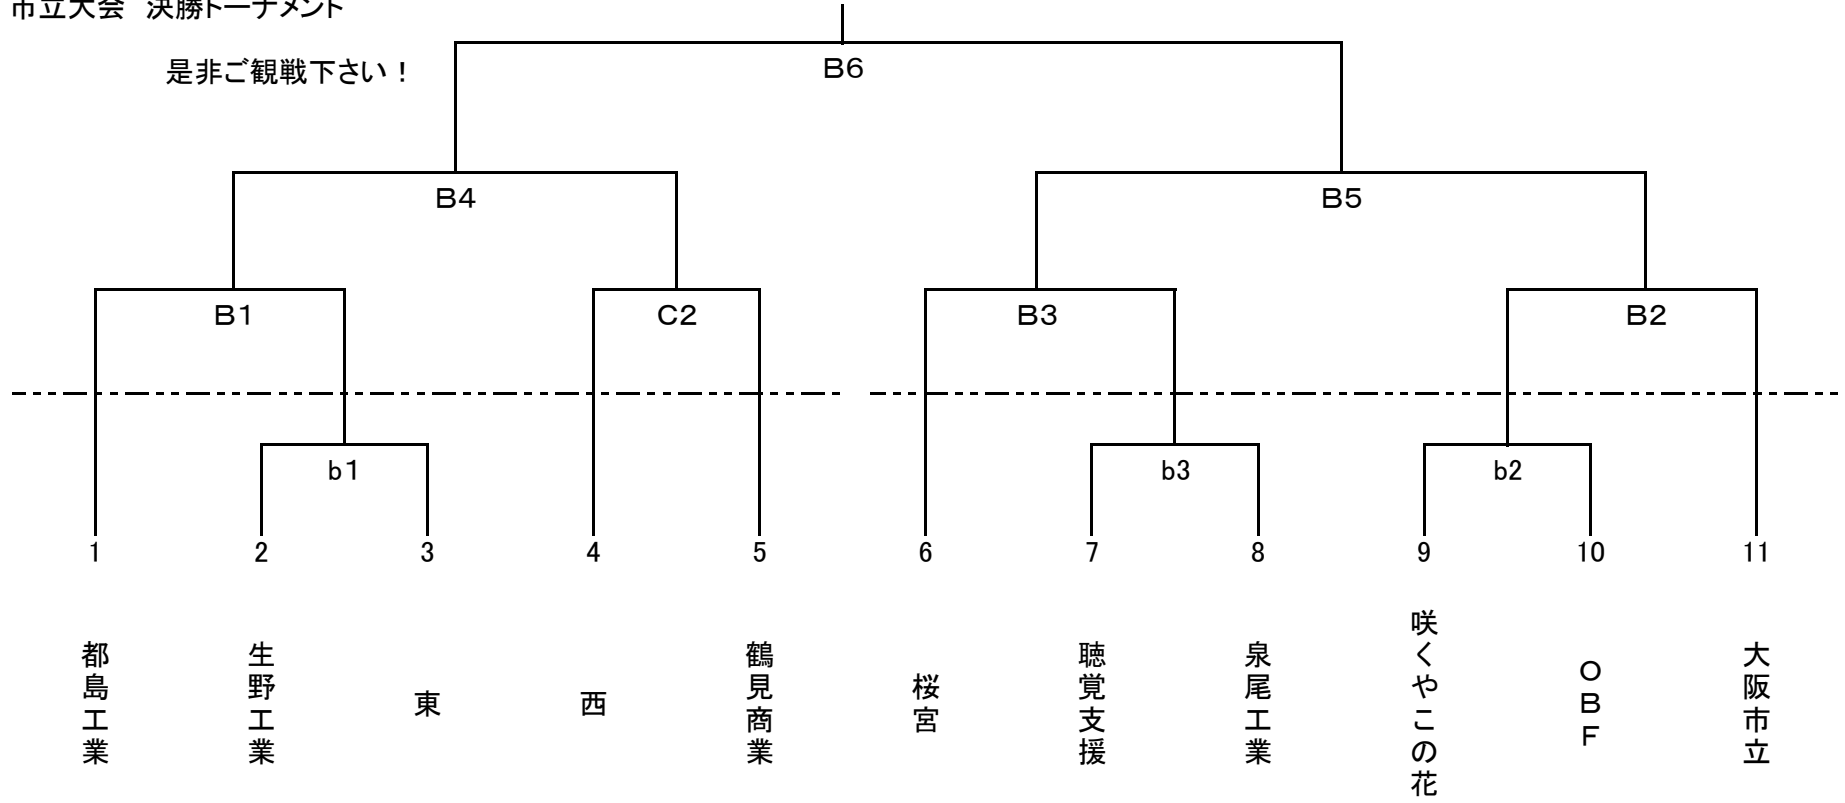 市立大会 決勝トーナメント
是非ご観戦下さい！
B6
B4
B5
B1
C2
B3
B2
b1
b3
b2
1
2
3
4
5
6
7
8
9
10
11
都島工業
生野工業
東
西
鶴見商業
桜宮
聴覚支援
泉尾工業
咲くやこの花
OBF
大阪市立